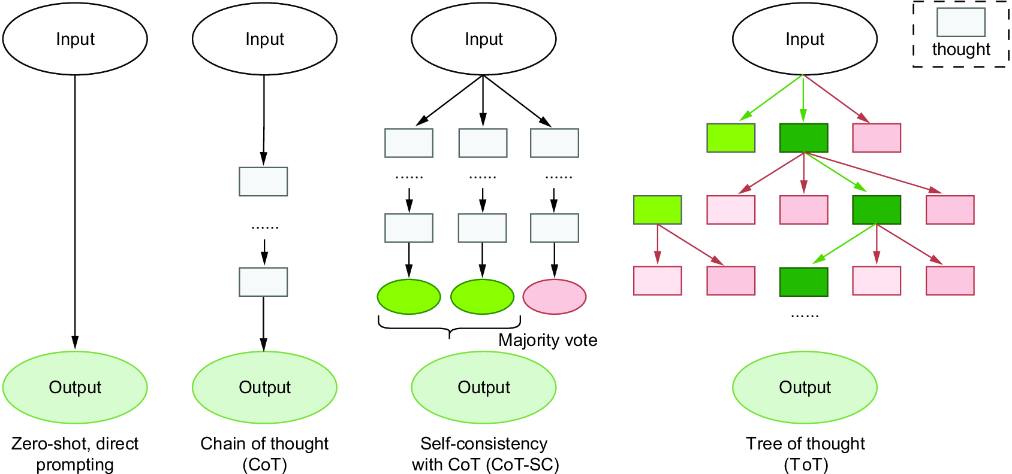 Input
Input
Input
Input
thought
......
......
......
......
......
Majority vote
Output
Output
Output
Output
Zero-shot, direct
prompting
Chain of thought
(CoT)
Self-consistency
with CoT (CoT-SC)
Tree of thought
(ToT)